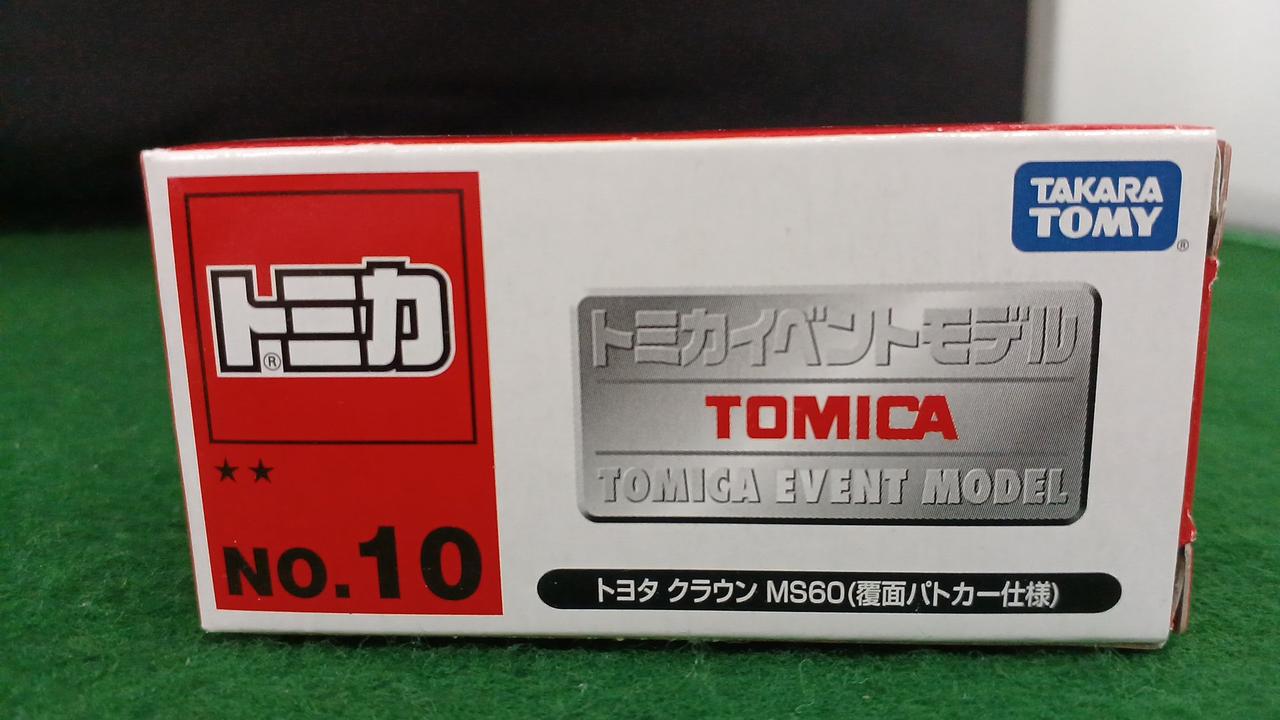 トミカ
®
★★
NO.10
TAKARA
TOMY
®
トミカイベントモデル
TOMICA
TOMICA EVENT MODEL
トヨタ クラウン MS60(覆面パトカー仕様)